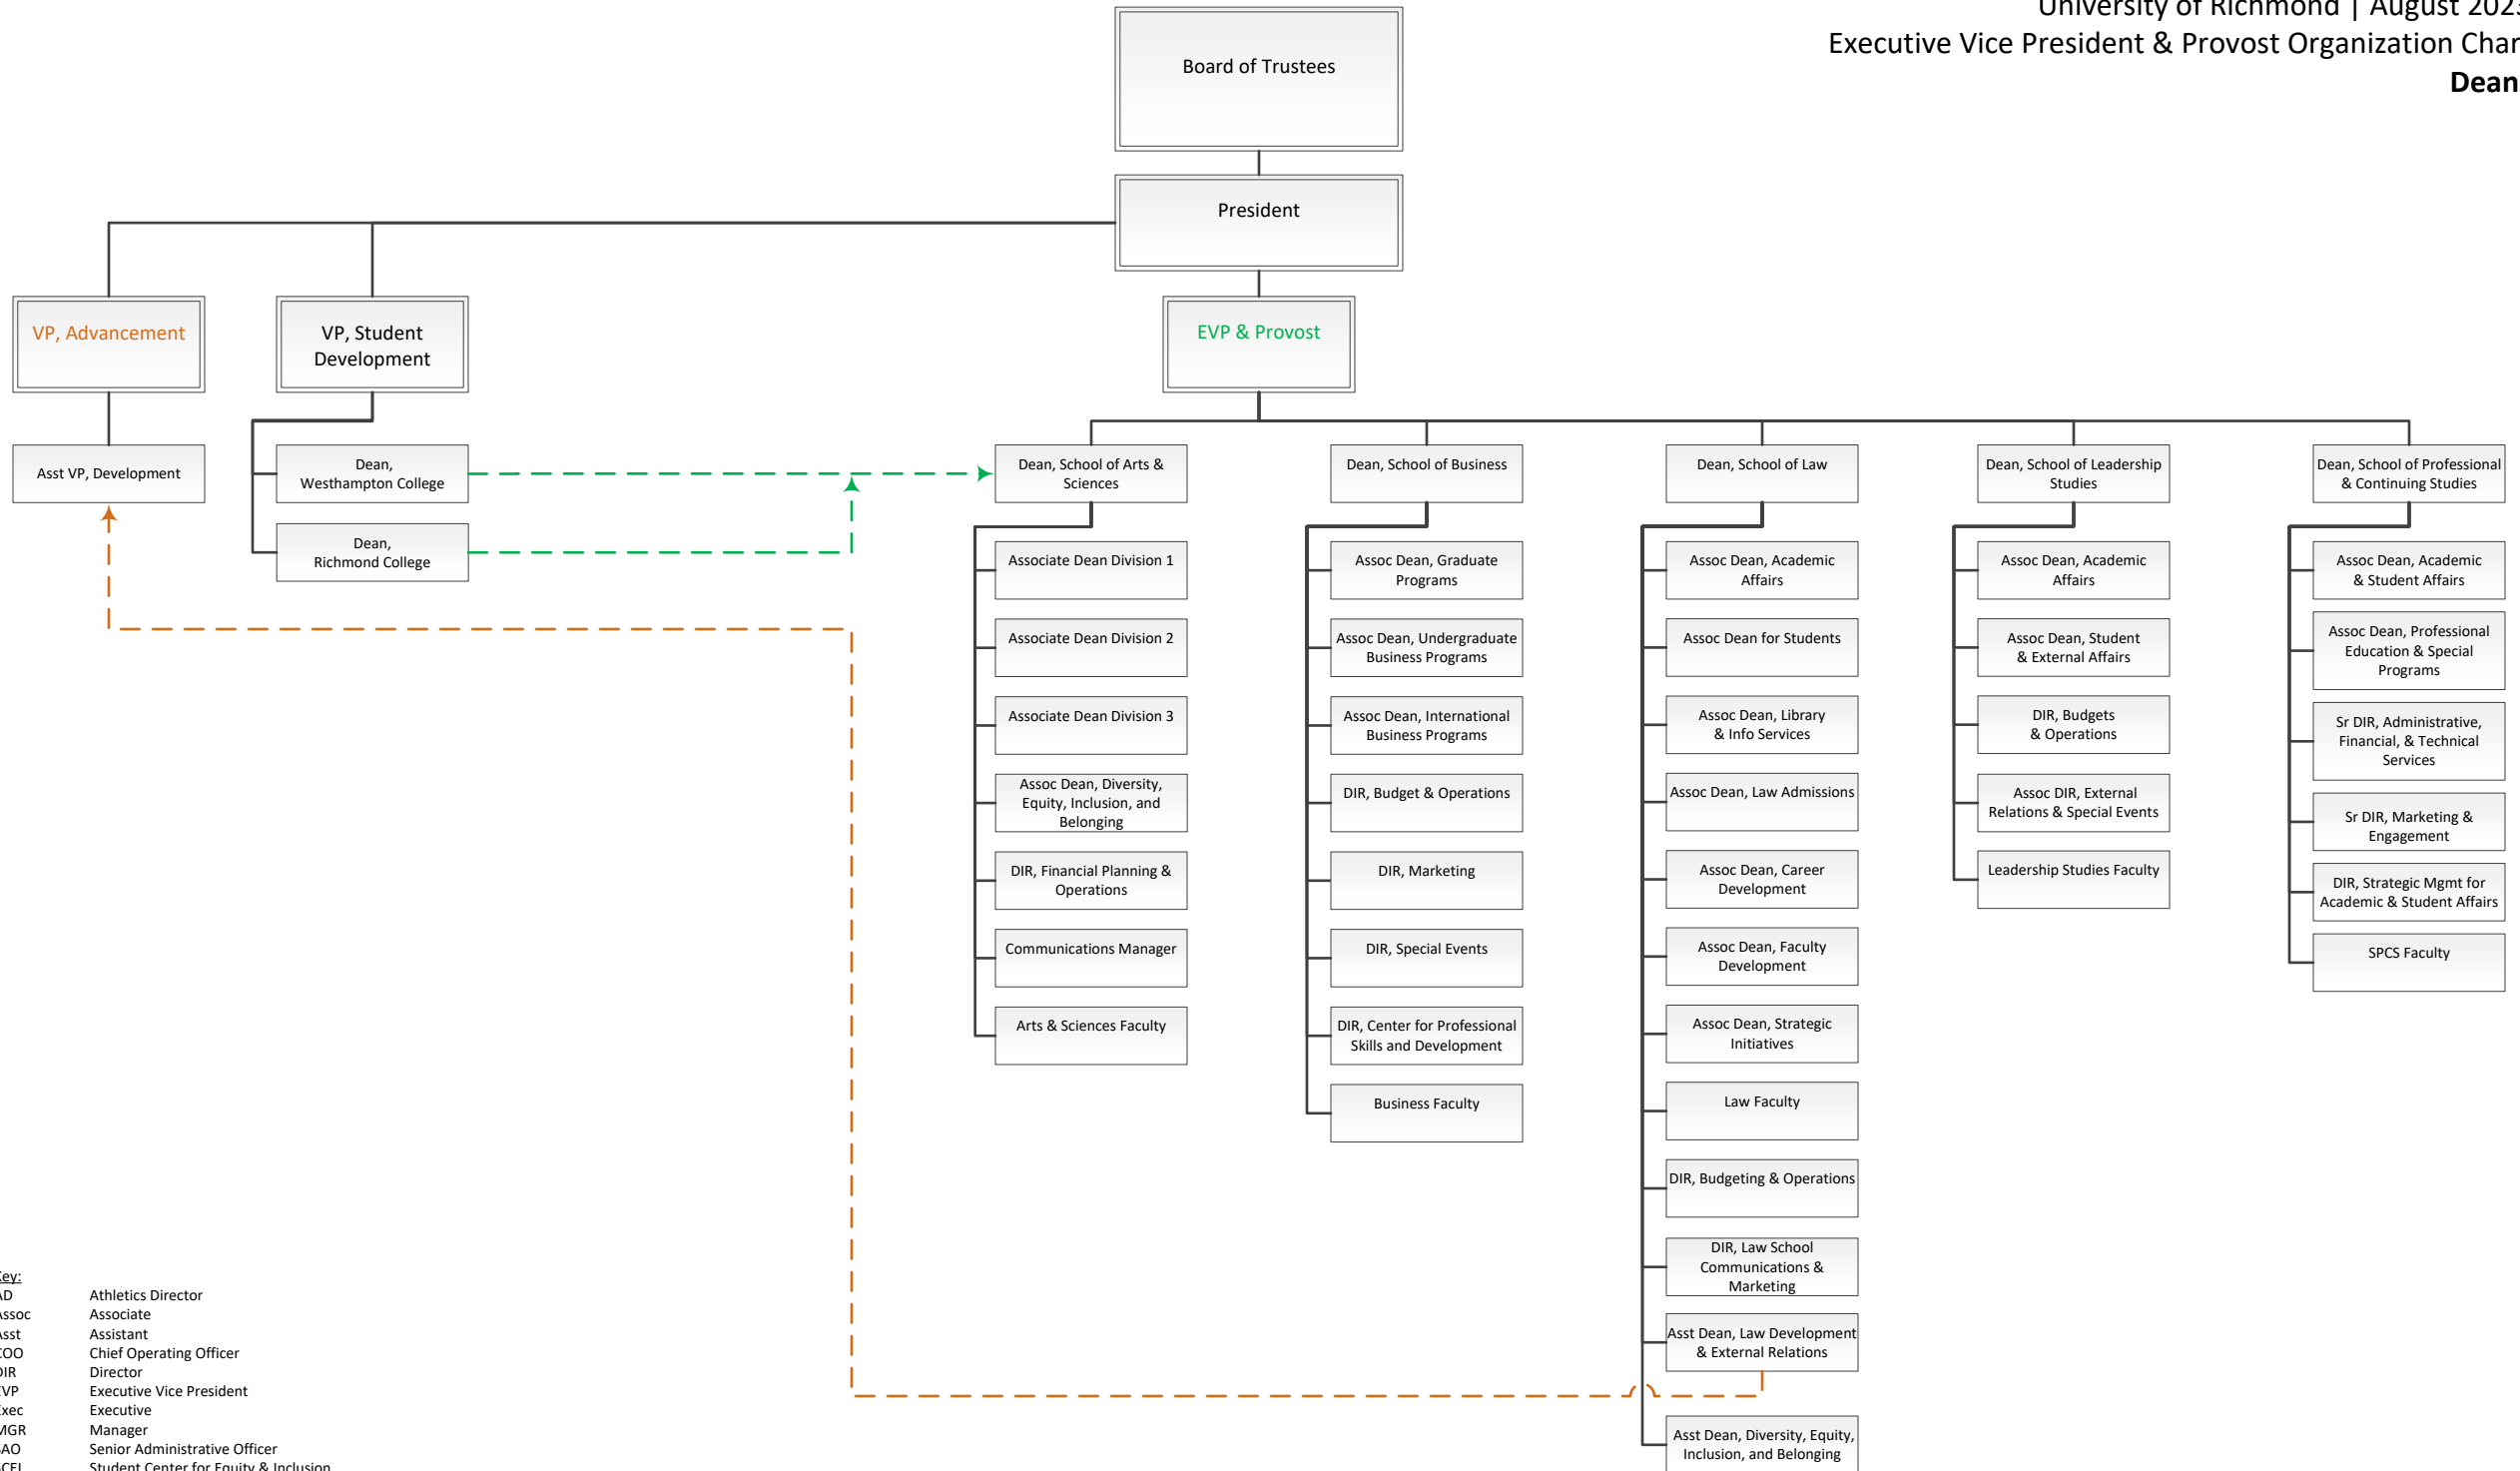 University of Richmond | August 2023
Executive Vice President & Provost Organization Char
Dean
Board of Trustees
President
VP, Advancement
VP, Student
Development
EVP & Provost
Asst VP, Development
Dean,
Westhampton College
Dean,
Richmond College
Dean, School of Arts &
Sciences
Associate Dean Division 1
Associate Dean Division 2
Associate Dean Division 3
Assoc Dean, Diversity,
Equity, Inclusion, and
Belonging
DIR, Financial Planning &
Operations
Communications Manager
Arts & Sciences Faculty
Dean, School of Business
Assoc Dean, Graduate
Programs
Assoc Dean, Undergraduate
Business Programs
Assoc Dean, International
Business Programs
DIR, Budget & Operations
DIR, Marketing
DIR, Special Events
DIR, Center for Professional
Skills and Development
Business Faculty
Dean, School of Law
Assoc Dean, Academic
Affairs
Assoc Dean for Students
Assoc Dean, Library
& Info Services
Assoc Dean, Law Admissions
Assoc Dean, Career
Development
Assoc Dean, Faculty
Development
Assoc Dean, Strategic
Initiatives
Law Faculty
DIR, Budgeting & Operations
DIR, Law School
Communications &
Marketing
Asst Dean, Law Development
& External Relations
Asst Dean, Diversity, Equity,
Inclusion, and Belonging
Dean, School of Leadership
Studies
Assoc Dean, Academic
Affairs
Assoc Dean, Student
& External Affairs
DIR, Budgets
& Operations
Assoc DIR, External
Relations & Special Events
Leadership Studies Faculty
Dean, School of Professional
& Continuing Studies
Assoc Dean, Academic
& Student Affairs
Assoc Dean, Professional
Education & Special
Programs
Sr DIR, Administrative,
Financial, & Technical
Services
Sr DIR, Marketing &
Engagement
DIR, Strategic Mgmt for
Academic & Student Affairs
SPCS Faculty
Key:
AD Athletics Director
Assoc Associate
Asst Assistant
COO Chief Operating Officer
DIR Director
EVP Executive Vice President
Exec Executive
MGR Manager
SAO Senior Administrative Officer
SCEI Student Center for Equity & Inclusion